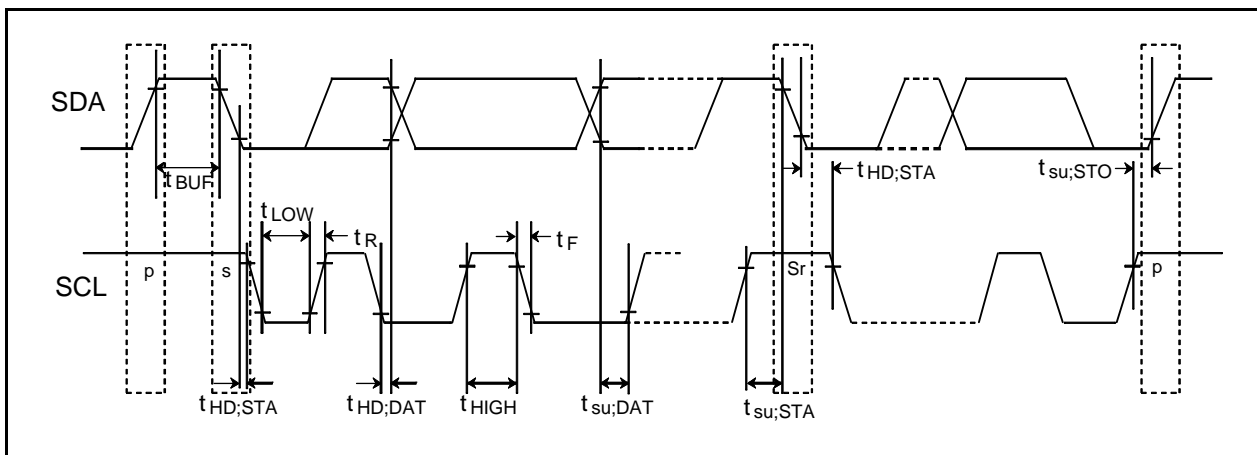 SDA
tBUF
tHD;STA
tsu;STO
tLOW
tR
tF
SCL
p
s
Sr
p
tHD;STA
tHD;DAT
tHIGH
tsu;DAT
tsu;STA